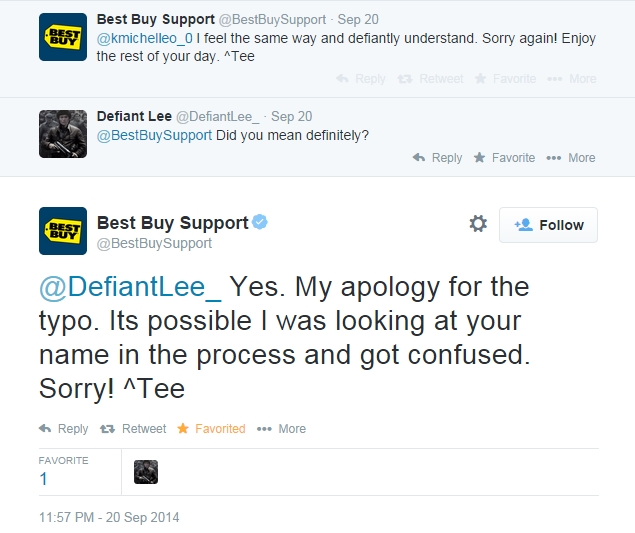 BEST BUY
Best Buy Support @BestBuySupport · Sep 20
@kmichelleo_0 I feel the same way and defiantly understand. Sorry again! Enjoy
the rest of your day. ^Tee
Reply Retweet Favorite More
Defiant Lee @DefiantLee_ · Sep 20
@BestBuySupport Did you mean definitely?
Reply Favorite More
BEST BUY
Best Buy Support
@BestBuySupport
Follow
@DefiantLee_ Yes. My apology for the
typo. Its possible I was looking at your
name in the process and got confused.
Sorry! ^Tee
Reply Retweet Favorited More
FAVORITE
1
11:57 PM - 20 Sep 2014